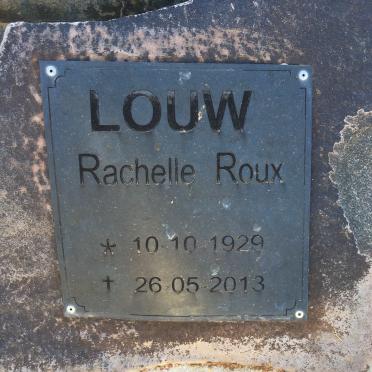 LOUW
Rachelle Roux
* 10 10 1929
† 26 05 2013